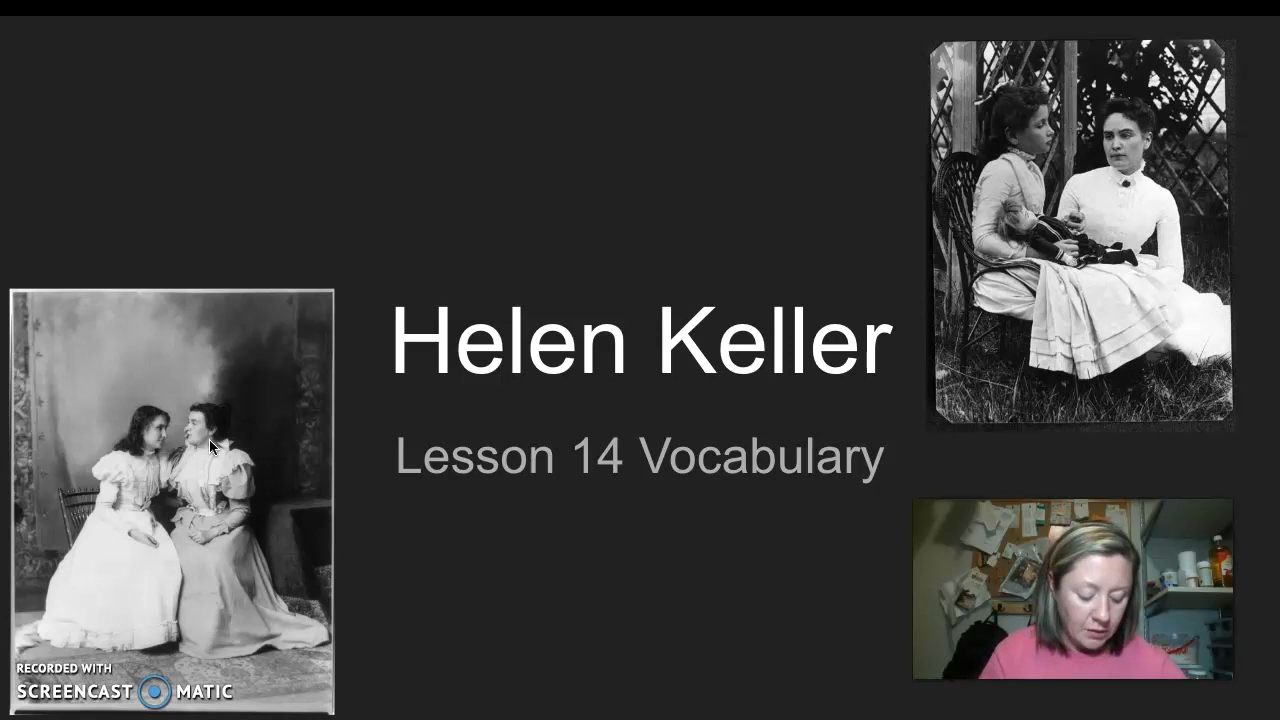 Helen Keller
Lesson 14 Vocabulary
RECORDED WITH
SCREENCAST MATIC